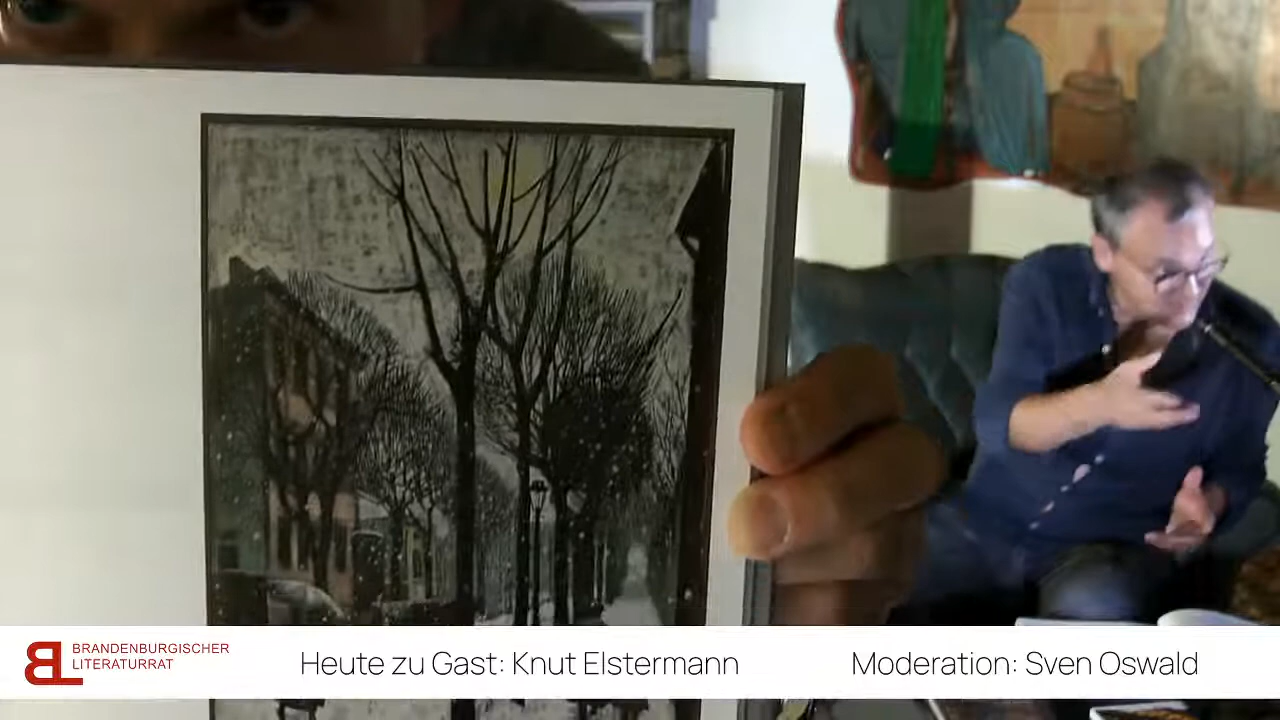 BRANDENBURGISCHER
LITERATURRAT
Heute zu Gast: Knut Elstermann
Moderation: Sven Oswald